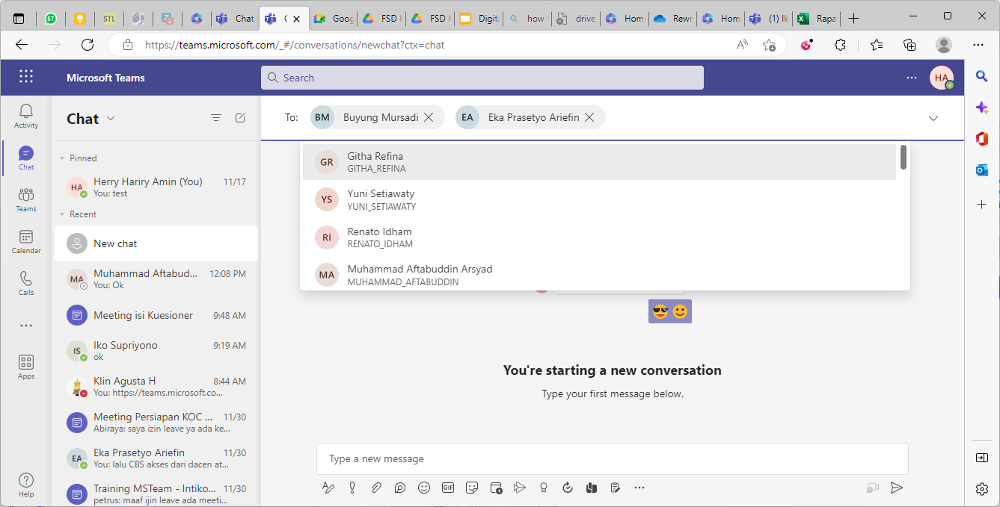 57
STL
Z
2
Chat
C
Goog
FSD
FSD
Digit
how
drive
Hom
Rewr
Hom
(1) Ik
Rapa
https://teams.microsoft.com/_#/conversations/newchat?ctx=chat
Microsoft Teams
Search
HA
Activity
Chat
Teams
Calendar
Calls
Apps
Help
Chat
Pinned
HA
Herry Hariry Amin (You) 11/17
You: test
Recent
New chat
MA
Muhammad Aftabud... 12:08 PM
You: Ok
Meeting isi Kuesioner 9:48 AM
IS
Iko Supriyono 9:19 AM
ok
Klin Agusta H 8:44 AM
You: https://teams.microsoft.co...
Meeting Persiapan KOC ... 11/30
Abiraya: saya izin leave ya ada ke...
EA
Eka Prasetyo Ariefin 11/30
You: lalu CBS akses dari dacen at...
Training MSTeam - Intiko... 11/30
petrus: maaf ijin leave ada meeti...
To: BM Buyung Mursadi EA Eka Prasetyo Ariefin
GR
Githa Refina
GITHA_REFINA
YS
Yuni Setiawaty
YUNI_SETIAWATY
RI
Renato Idham
RENATO_IDHAM
MA
Muhammad Aftabuddin Arsyad
MUHAMMAD_AFTABUDDIN
You're starting a new conversation
Type your first message below.
Type a new message
GIF